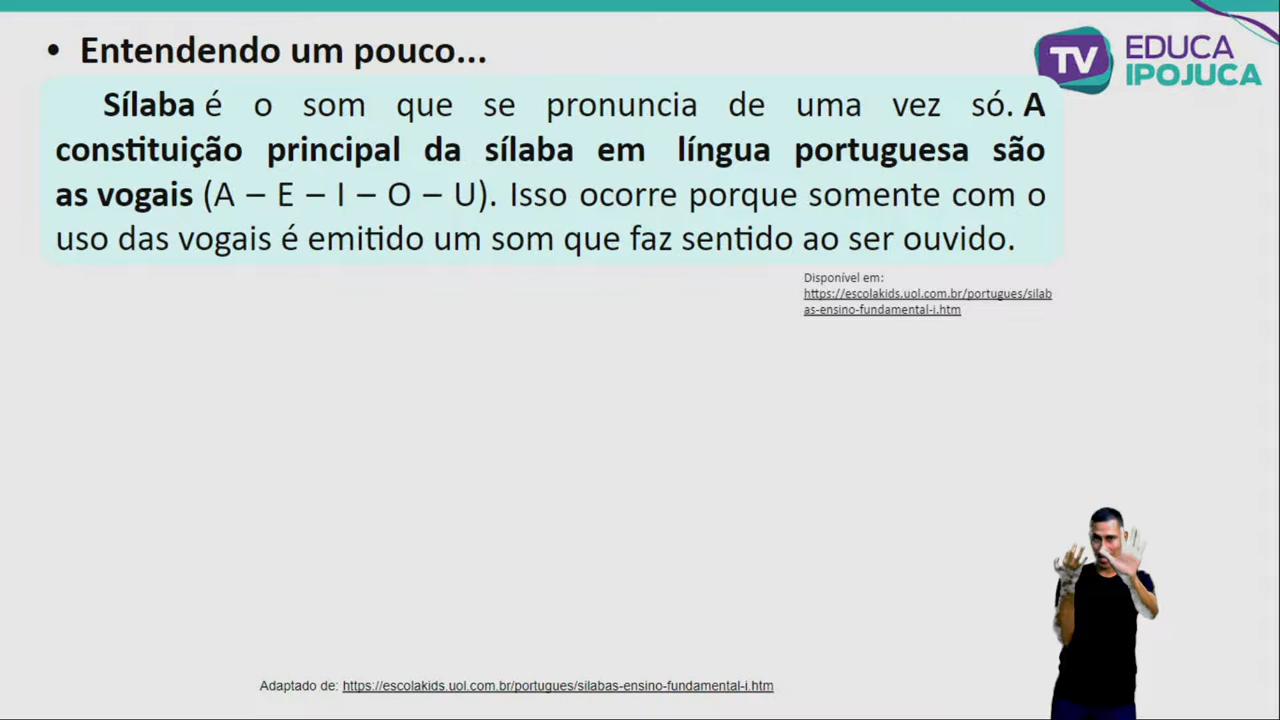 • Entendendo um pouco...
TV EDUCA
IPOJUCA
Sílaba é o som que se pronuncia de uma vez só. A
constituição principal da sílaba em língua portuguesa são
as vogais (A – E – I – O – U). Isso ocorre porque somente com o
uso das vogais é emitido um som que faz sentido ao ser ouvido.
Disponível em:
https://escolakids.uol.com.br/portugues/silab
as-ensino-fundamental-i.htm
Adaptado de: https://escolakids.uol.com.br/portugues/silabas-ensino-fundamental-i.htm